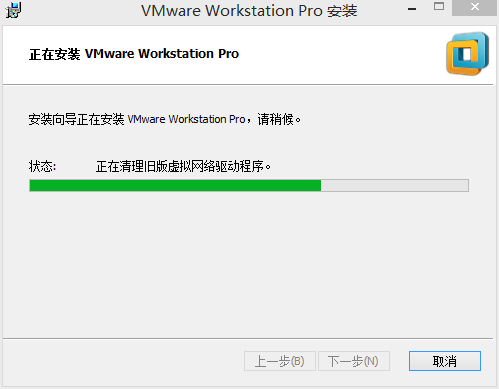 VMware Workstation Pro 安装
正在安装 VMware Workstation Pro
安装向导正在安装 VMware Workstation Pro，请稍候。
状态: 正在清理旧版虚拟网络驱动程序。
上一步(B) 下一步(N) 取消